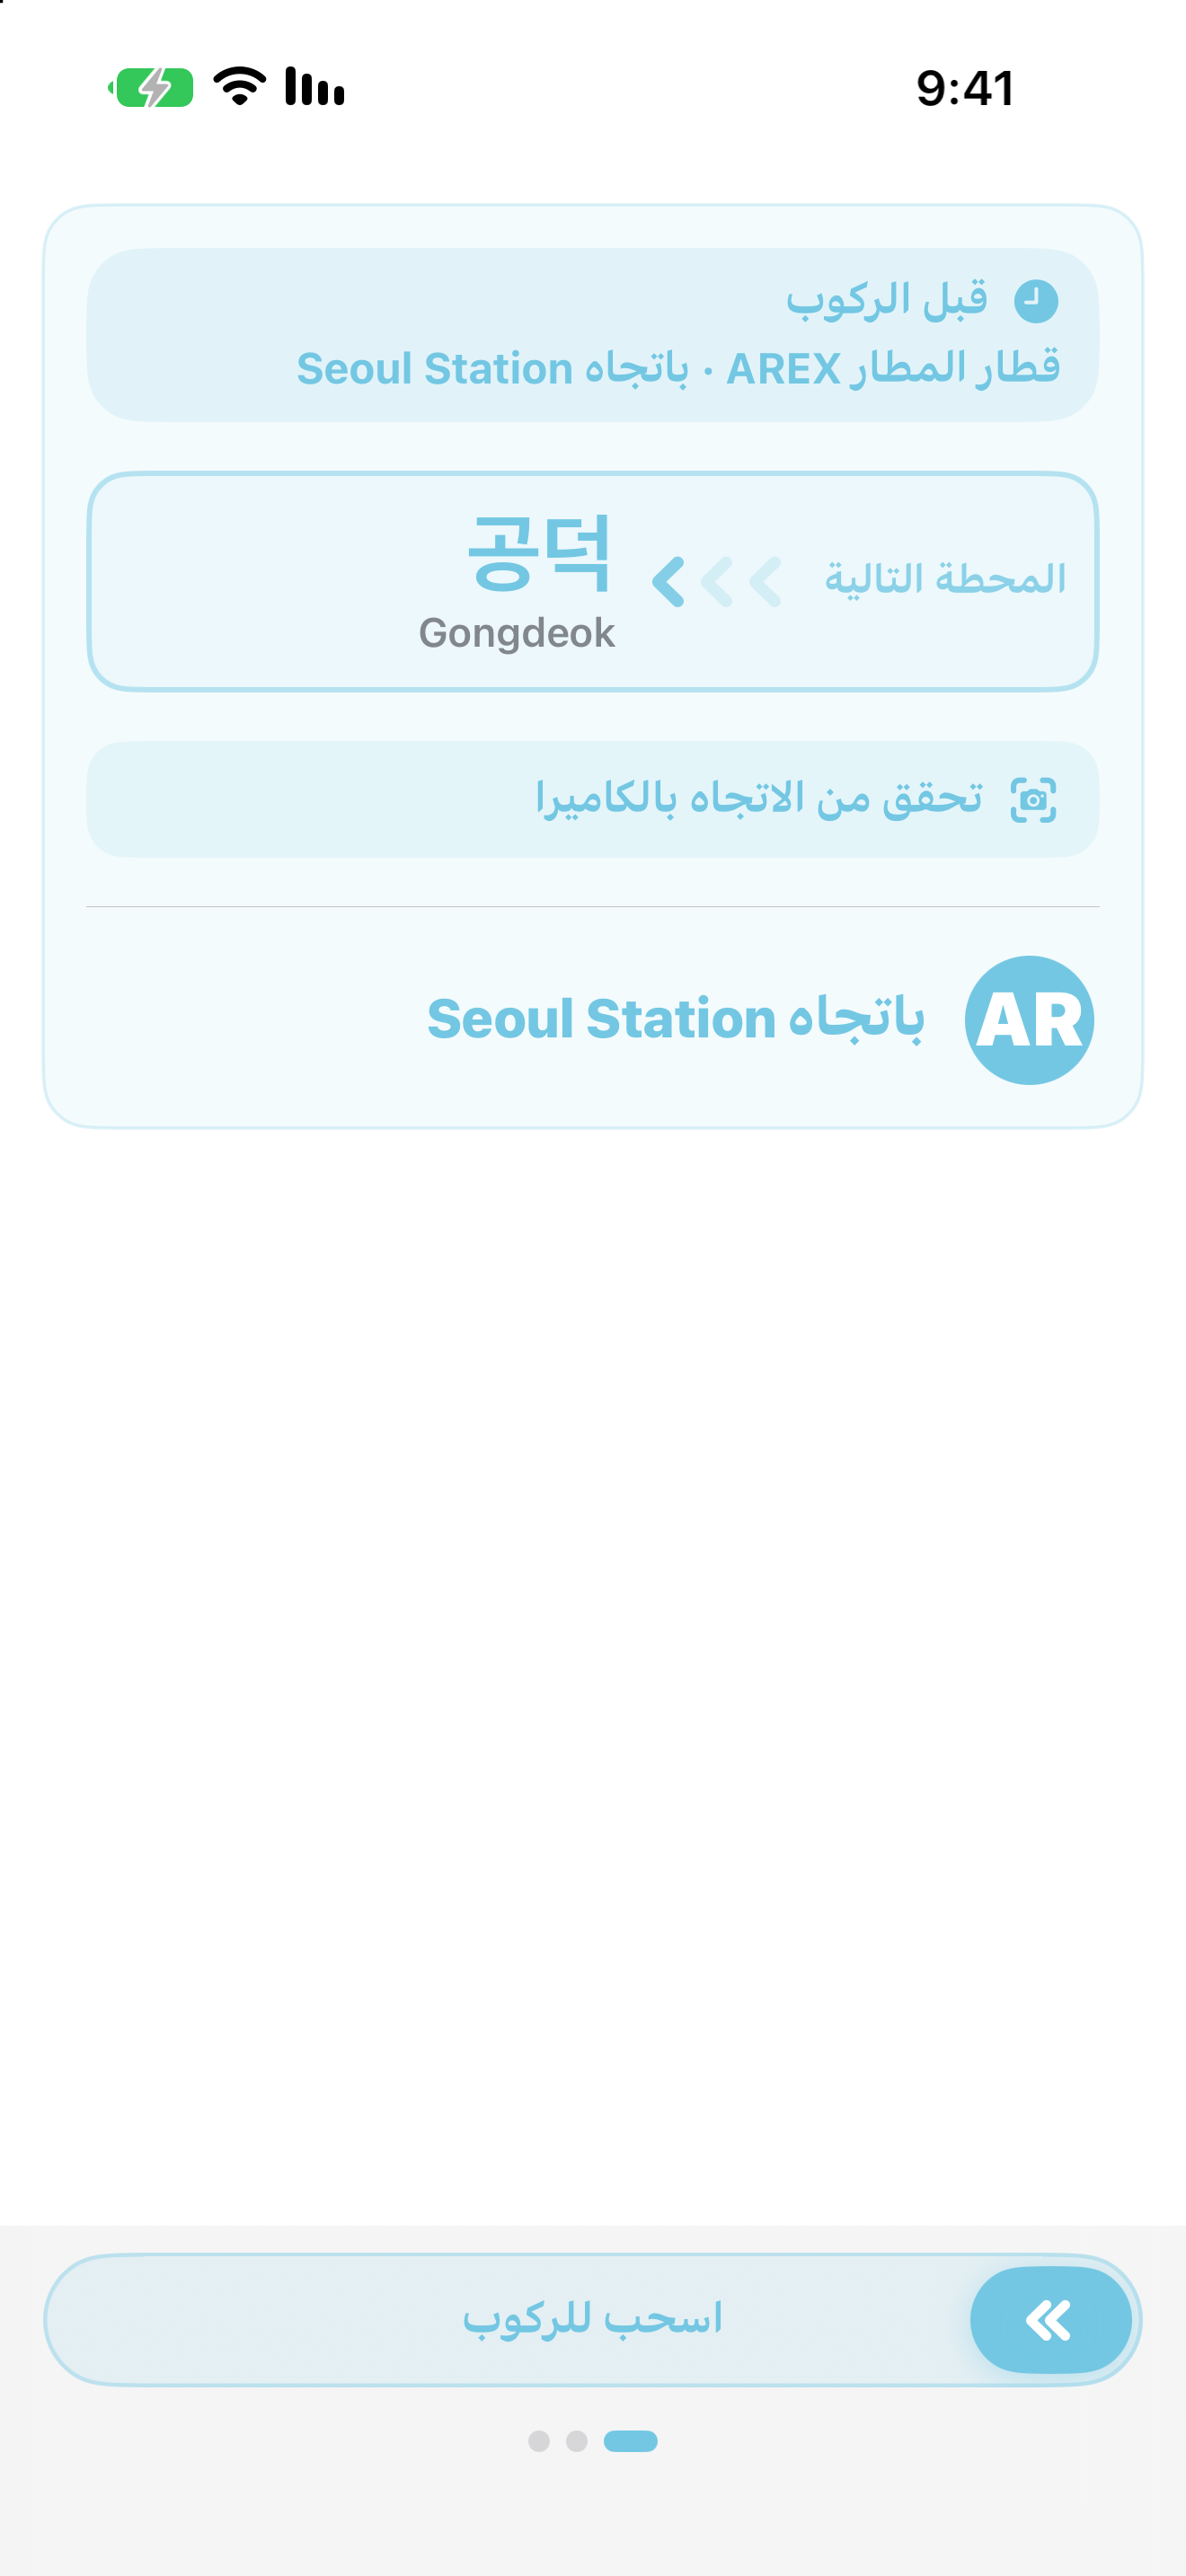 9:41
قبل الركوب
قطار المطار AREX · باتجاه Seoul Station
المحطة التالية
공덕
Gongdeok
تحقق من الاتجاه بالكاميرا
AR
باتجاه Seoul Station
اسحب للركوب